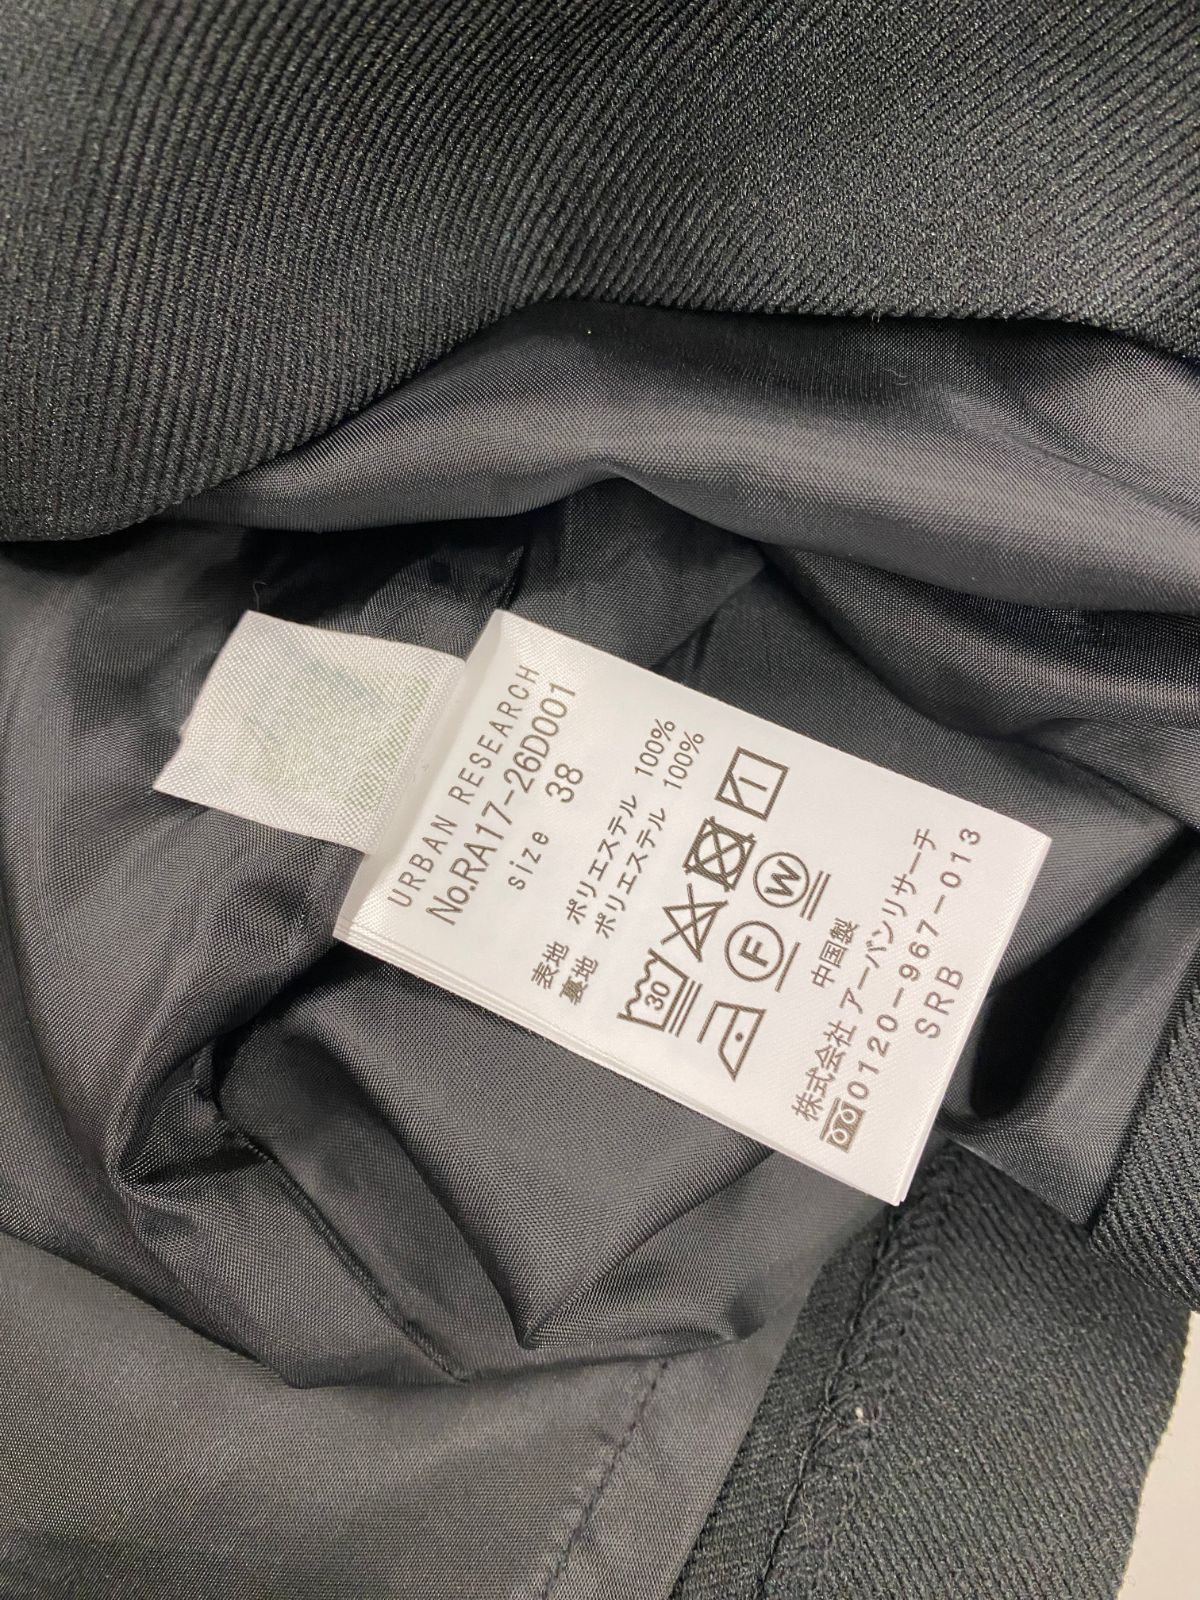 URBAN RESEARCH
No.RA17-26D001
size 38
表地 ポリエステル 100%
裏地 ポリエステル 100%
30
F
W
中国製
株式会社 アーバンリサーチ
0120-967-013
SRB